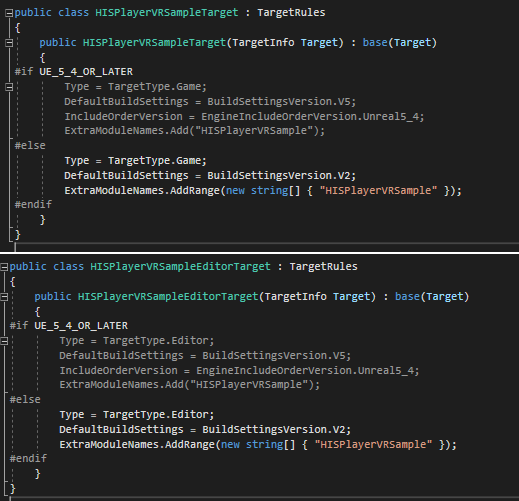 public class HISPlayerVRSampleTarget : TargetRules
{
public HISPlayerVRSampleTarget(TargetInfo Target) : base(Target)
{
#if UE_5_4_OR_LATER
Type = TargetType.Game;
DefaultBuildSettings = BuildSettingsVersion.V5;
IncludeOrderVersion = EngineIncludeOrderVersion.Unreal5_4;
ExtraModuleNames.Add("HISPlayerVRSample");
#else
Type = TargetType.Game;
DefaultBuildSettings = BuildSettingsVersion.V2;
ExtraModuleNames.AddRange(new string[] { "HISPlayerVRSample" });
#endif
}
}
public class HISPlayerVRSampleEditorTarget : TargetRules
{
public HISPlayerVRSampleEditorTarget(TargetInfo Target) : base(Target)
{
#if UE_5_4_OR_LATER
Type = TargetType.Editor;
DefaultBuildSettings = BuildSettingsVersion.V5;
IncludeOrderVersion = EngineIncludeOrderVersion.Unreal5_4;
ExtraModuleNames.Add("HISPlayerVRSample");
#else
Type = TargetType.Editor;
DefaultBuildSettings = BuildSettingsVersion.V2;
ExtraModuleNames.AddRange(new string[] { "HISPlayerVRSample" });
#endif
}
}